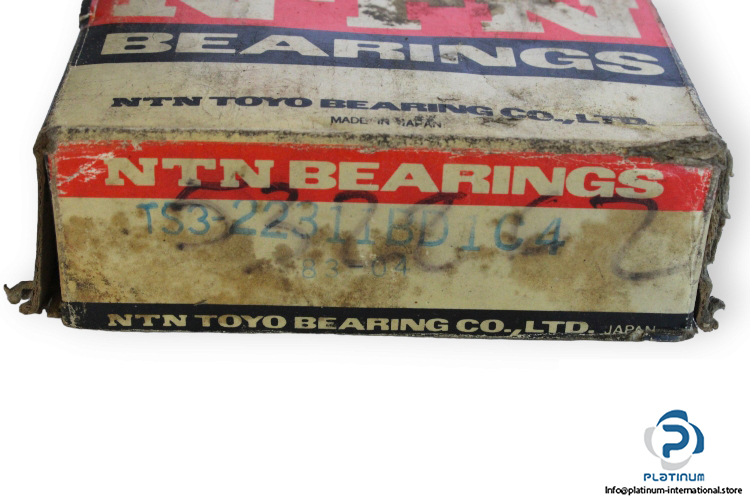 NTN
BEARINGS
NTN TOYO BEARING CO.,LTD.
MADE IN JAPAN
NTN BEARINGS
TS3-22311BD1C4
83-04
NTN TOYO BEARING CO.,LTD. JAPAN
PLATINUM
Info@platinum-international.store